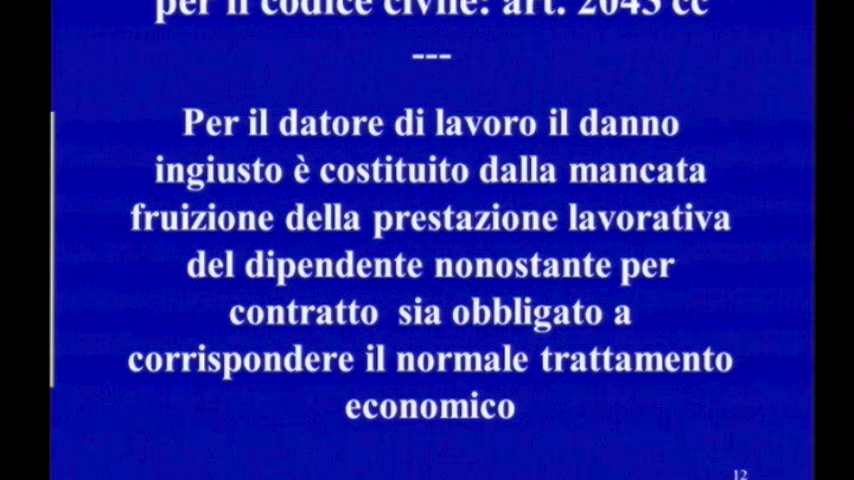 per il codice civile: art. 2043 cc
---
Per il datore di lavoro il danno
ingiusto è costituito dalla mancata
fruizione della prestazione lavorativa
del dipendente nonostante per
contratto sia obbligato a
corrispondere il normale trattamento
economico
12